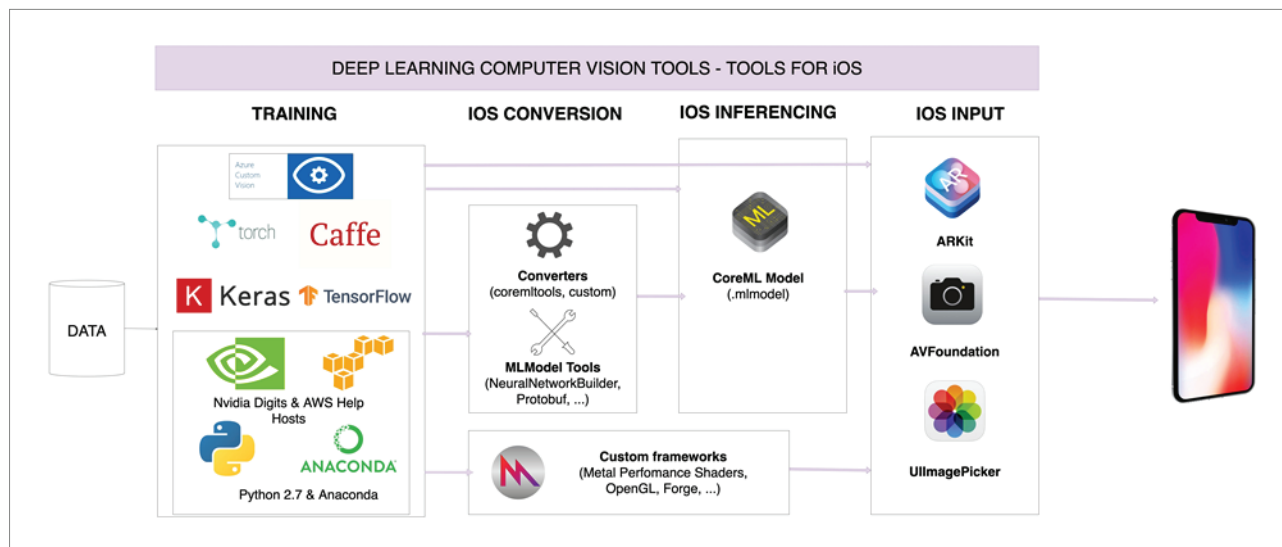 DEEP LEARNING COMPUTER VISION TOOLS - TOOLS FOR iOS
TRAINING
IOS CONVERSION
IOS INFERENCING
IOS INPUT
DATA
Azure
Custom
Vision
torch
Caffe
K Keras
TensorFlow
Nvidia Digits & AWS Help
Hosts
ANACONDA
Python 2.7 & Anaconda
Converters
(coremltools, custom)
MLModel Tools
(NeuralNetworkBuilder,
Protobuf, ...)
Custom frameworks
(Metal Perfomance Shaders,
OpenGL, Forge, ...)
ML
CoreML Model
(.mlmodel)
AR
ARKit
AVFoundation
UIImagePicker